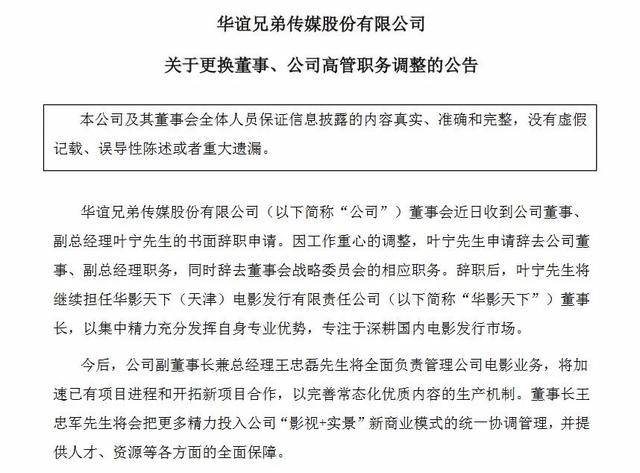 华谊兄弟传媒股份有限公司
关于更换董事、公司高管职务调整的公告
本公司及其董事会全体人员保证信息披露的内容真实、准确和完整，没有虚假
记载、误导性陈述或者重大遗漏。
华谊兄弟传媒股份有限公司（以下简称“公司”）董事会近日收到公司董事、
副总经理叶宁先生的书面辞职申请。因工作重心的调整，叶宁先生申请辞去公司董
事、副总经理职务，同时辞去董事会战略委员会的相应职务。辞职后，叶宁先生将
继续担任华影天下（天津）电影发行有限责任公司（以下简称“华影天下”）董事
长，以集中精力充分发挥自身专业优势，专注于深耕国内电影发行市场。
今后，公司副董事长兼总经理王忠磊先生将全面负责管理公司电影业务，将加
速已有项目进程和开拓新项目合作，以完善常态化优质内容的生产机制。董事长王
忠军先生将会把更多精力投入公司“影视+实景”新商业模式的统一协调管理，并提
供人才、资源等各方面的全面保障。